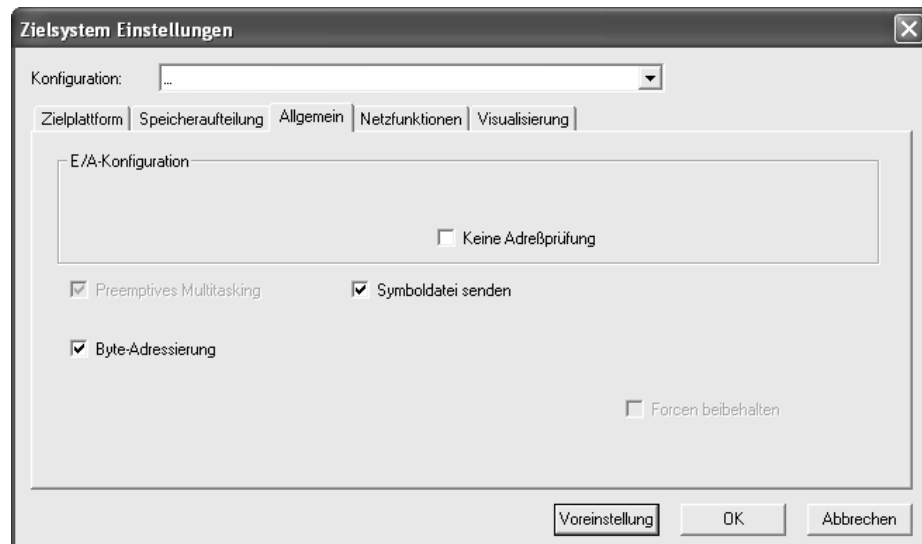 Zielsystem Einstellungen
Konfiguration: ...
Zielplattform Speicheraufteilung Allgemein Netzfunktionen Visualisierung
E/A-Konfiguration
Keine Adreßprüfung
Preemptives Multitasking Symboldatei senden
Byte-Adressierung
Forcen beibehalten
Voreinstellung OK Abbrechen